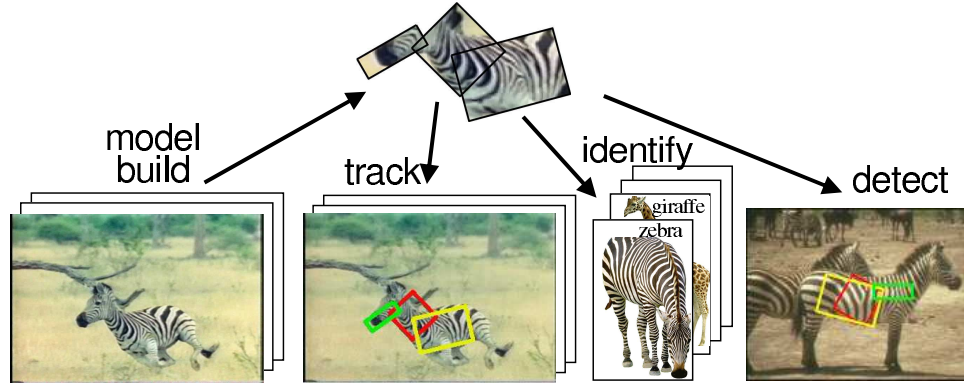 model
build
track
identify
detect
giraffe
zebra